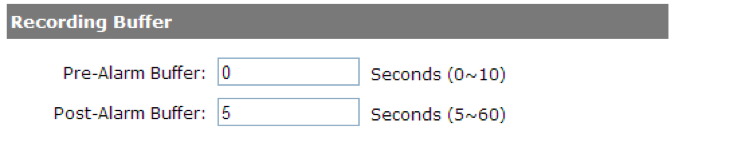 Recording Buffer
Pre-Alarm Buffer: 0 Seconds (0~10)
Post-Alarm Buffer: 5 Seconds (5~60)